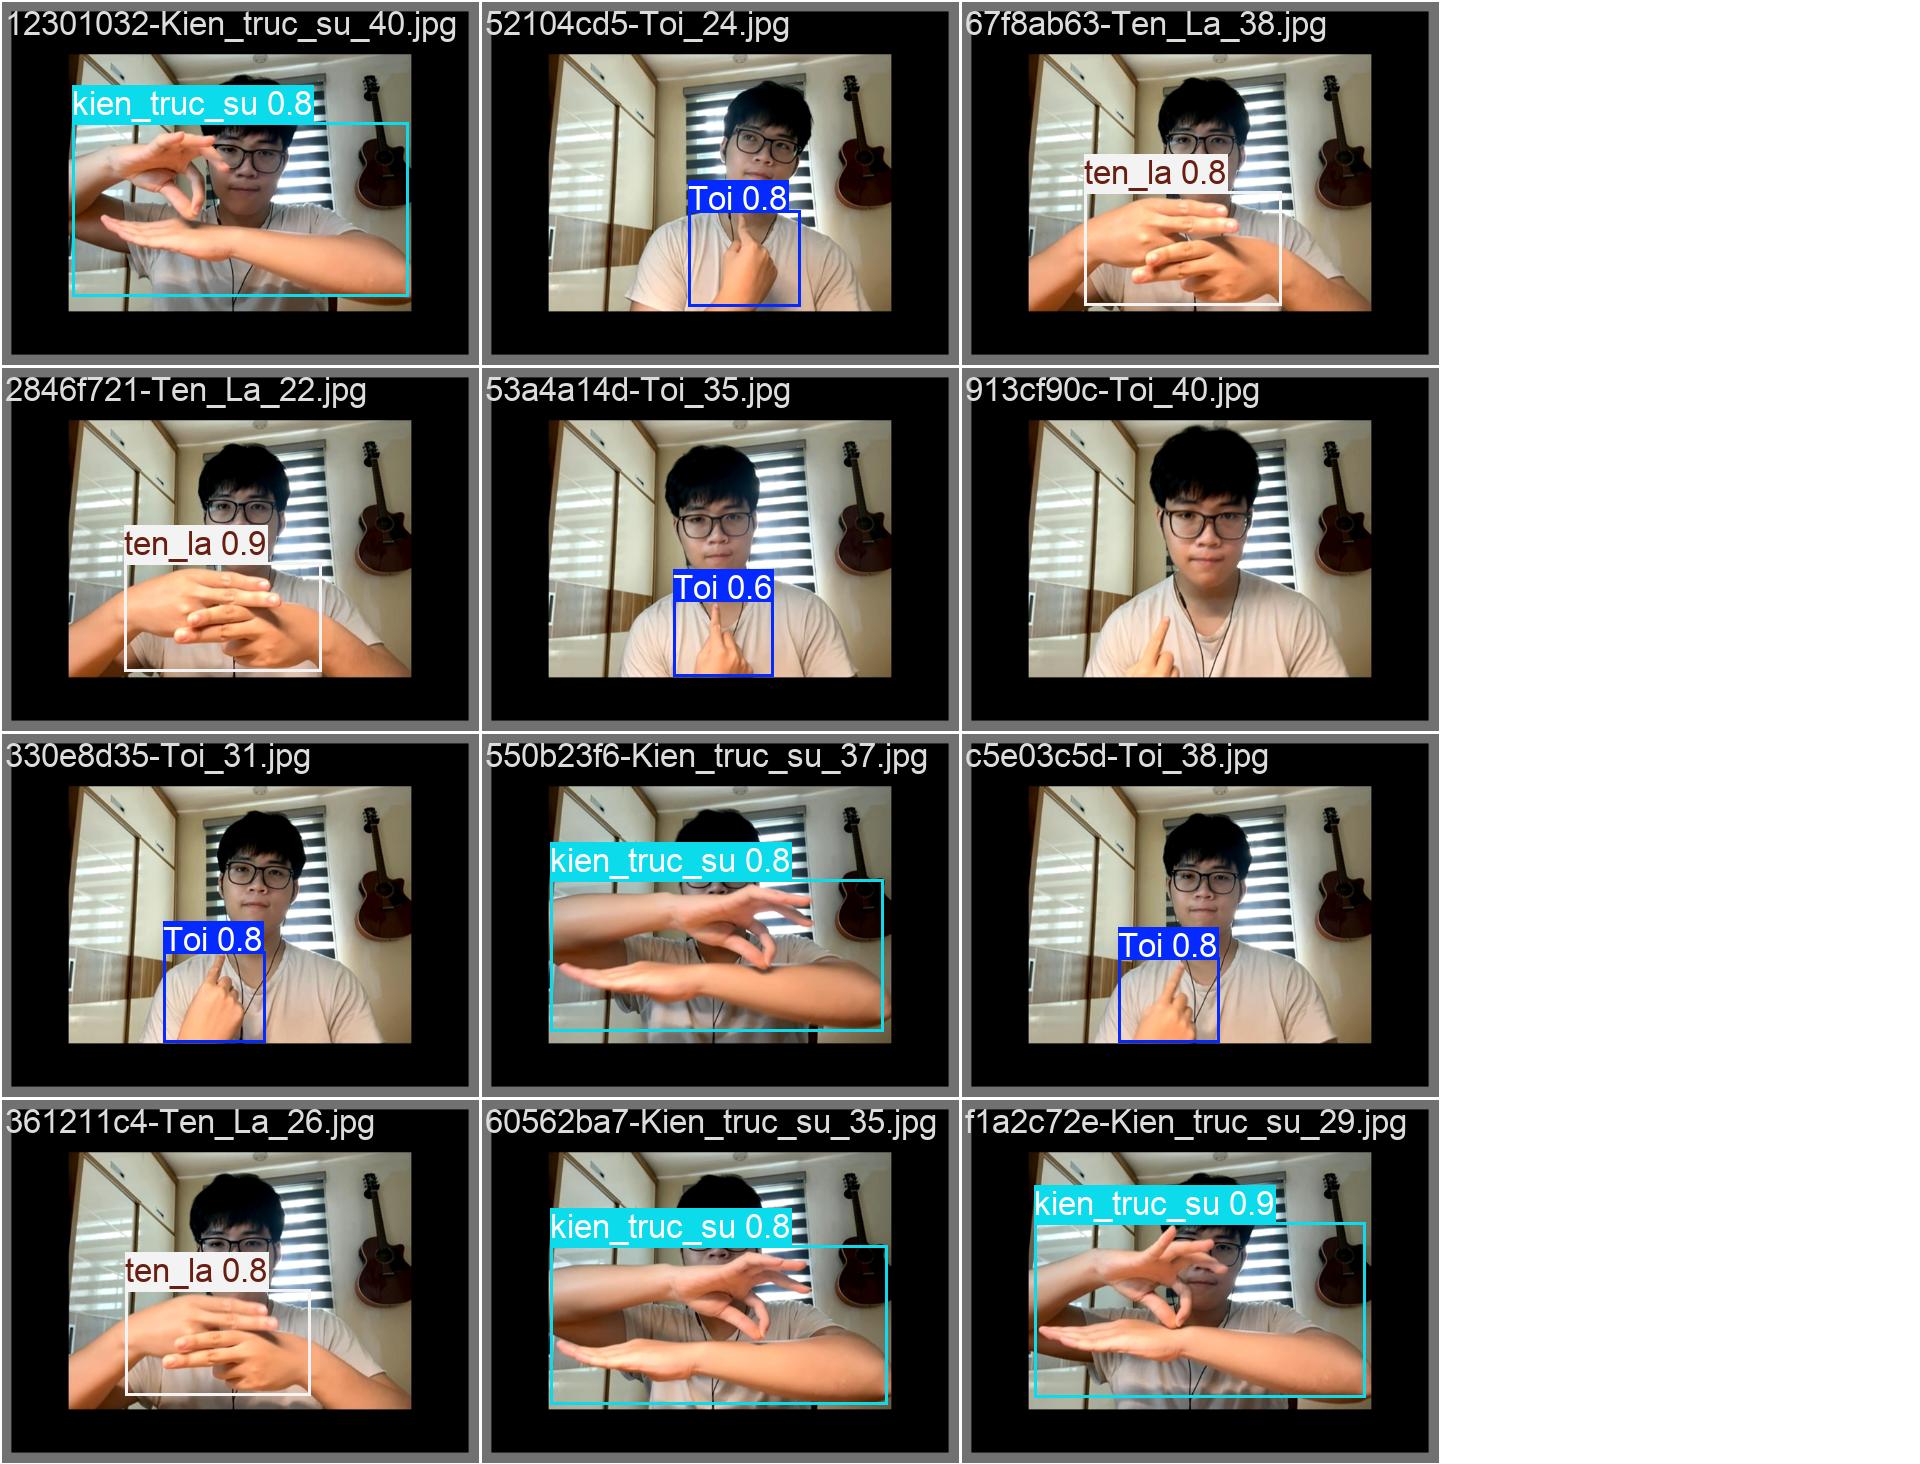 12301032-Kien_truc_su_40.jpg
kien_truc_su 0.8
52104cd5-Toi_24.jpg
Toi 0.8
67f8ab63-Ten_La_38.jpg
ten_la 0.8
2846f721-Ten_La_22.jpg
ten_la 0.9
53a4a14d-Toi_35.jpg
Toi 0.6
913cf90c-Toi_40.jpg
330e8d35-Toi_31.jpg
Toi 0.8
550b23f6-Kien_truc_su_37.jpg
kien_truc_su 0.8
c5e03c5d-Toi_38.jpg
Toi 0.8
361211c4-Ten_La_26.jpg
ten_la 0.8
60562ba7-Kien_truc_su_35.jpg
kien_truc_su 0.8
f1a2c72e-Kien_truc_su_29.jpg
kien_truc_su 0.9